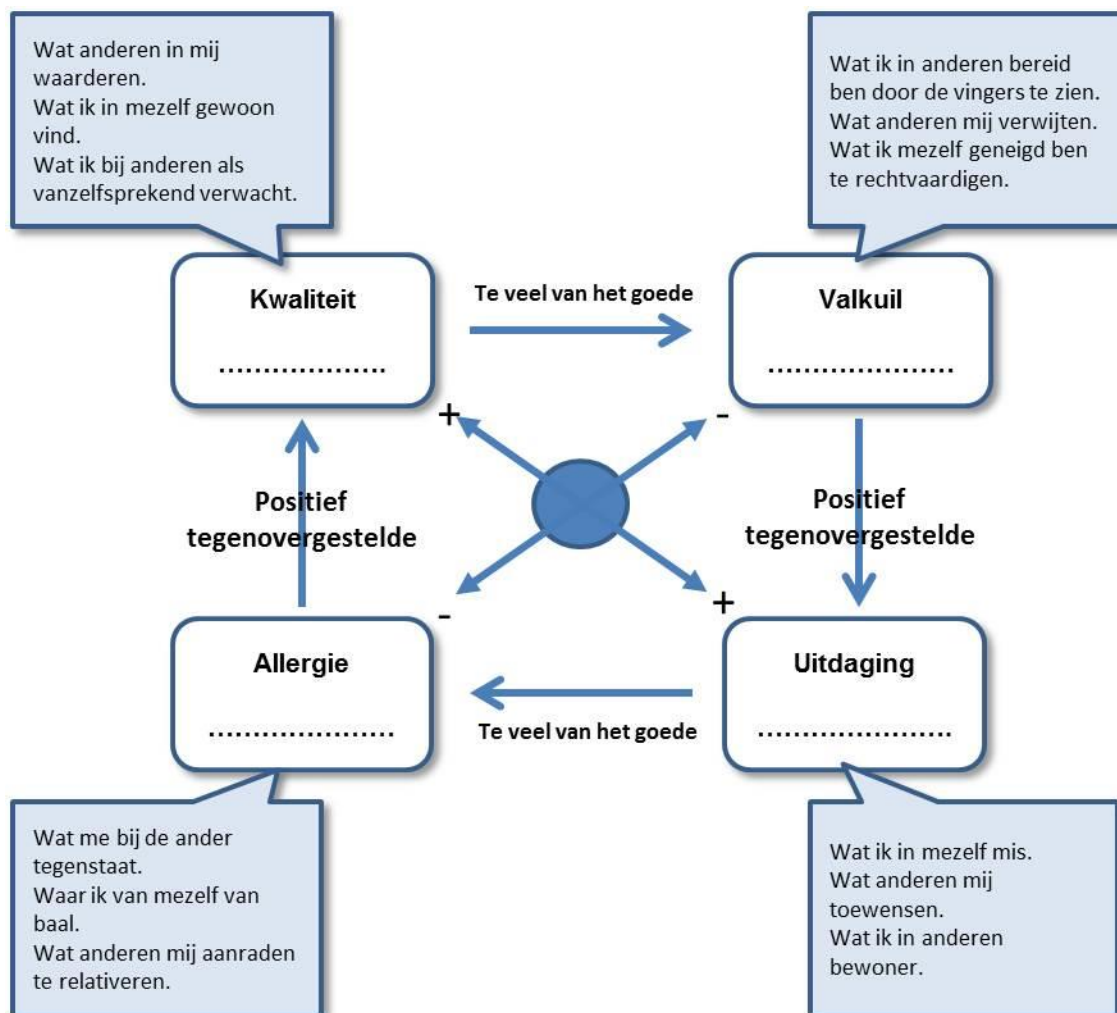 Wat anderen in mij
waarderen.
Wat ik in mezelf gewoon
vind.
Wat ik bij anderen als
vanzelfsprekend verwacht.
Wat ik in anderen bereid
ben door de vingers te zien.
Wat anderen mij verwijten.
Wat ik mezelf geneigd ben
te rechtvaardigen.
Kwaliteit
...................
Te veel van het goede
Valkuil
.....................
+
-
Positief
tegenovergestelde
Positief
tegenovergestelde
-
+
Allergie
.....................
Te veel van het goede
Uitdaging
......................
Wat me bij de ander
tegenstaat.
Waar ik van mezelf van
baal.
Wat anderen mij aanraden
te relativeren.
Wat ik in mezelf mis.
Wat anderen mij
toewensen.
Wat ik in anderen
bewoner.